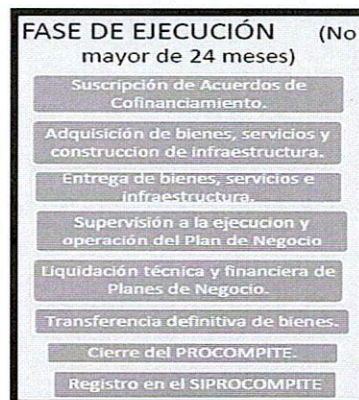 FASE DE EJECUCIÓN (No
mayor de 24 meses)
Suscripción de Acuerdos de
Cofinanciamiento.
Adquisición de bienes, servicios y
construccion de infraestructura.
Entrega de bienes, servicios e
infraestructura.
Supervisión a la ejecucion y
operación del Plan de Negocio
Liquidación técnica y financiera de
Planes de Negocio.
Transferencia definitiva de bienes.
Cierre del PROCOMPITE.
Registro en el SIPROCOMPITE